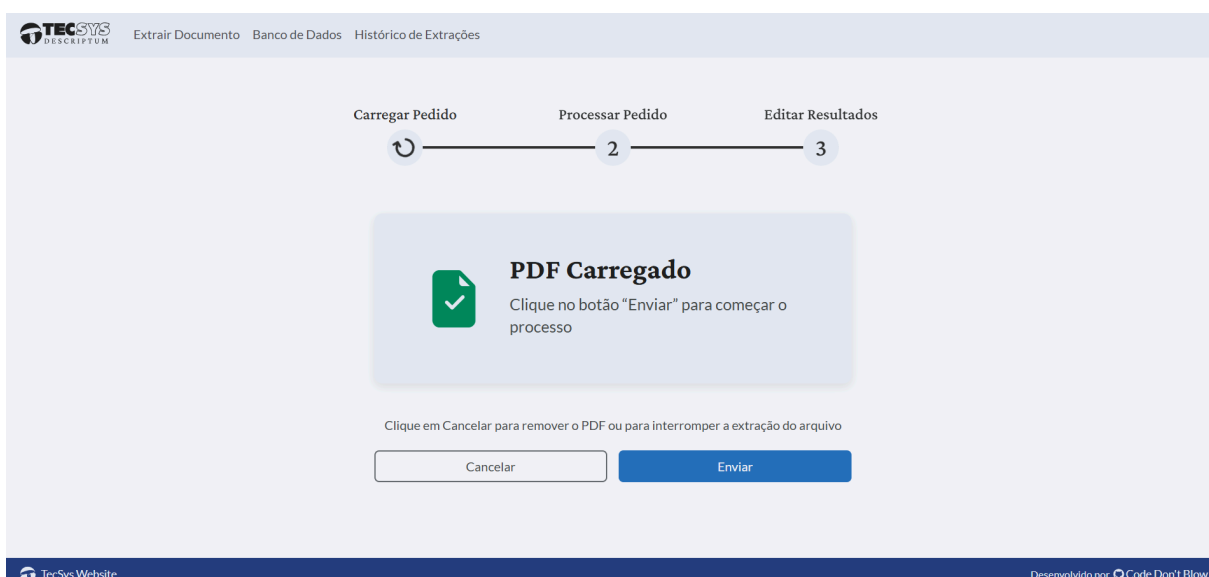 TECSYS
DESCRIPTUM
Extrair Documento Banco de Dados Histórico de Extrações
Carregar Pedido Processar Pedido Editar Resultados
2 3
PDF Carregado
Clique no botão “Enviar” para começar o
processo
Clique em Cancelar para remover o PDF ou para interromper a extração do arquivo
Cancelar Enviar
TecSys Website Desenvolvido por Code Don't Blow